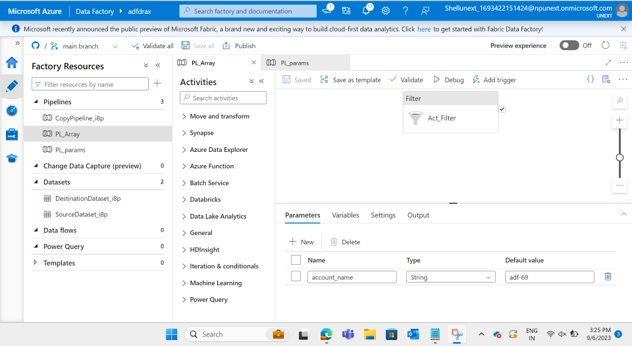 Microsoft Azure
Data Factory
adfdrax
Search factory and documentation
Shellunext_1693422151424@npunext.onmicrosoft.com
UNEXT
Microsoft recently announced the public preview of Microsoft Fabric, a brand new and exciting way to build cloud-first data analytics. Click here to get started with Fabric Data Factory!
main branch
Validate all
Save all
Publish
Preview experience
Off
Factory Resources
Filter resources by name
Pipelines 3
CopyPipeline_i8p
PL_Array
PL_params
Change Data Capture (preview) 0
Datasets 2
DestinationDataset_i8p
SourceDataset_i8p
Data flows 0
Power Query 0
Templates 0
PL_Array
PL_params
Activities
Search activities
Move and transform
Synapse
Azure Data Explorer
Azure Function
Batch Service
Databricks
Data Lake Analytics
General
HDInsight
Iteration & conditionals
Machine Learning
Power Query
Saved
Save as template
Validate
Debug
Add trigger
Filter
Act_Filter
Parameters
Variables
Settings
Output
New
Delete
Name
Type
Default value
account_name
String
adf-69
Search
ENG
IN
3:25 PM
9/6/2023